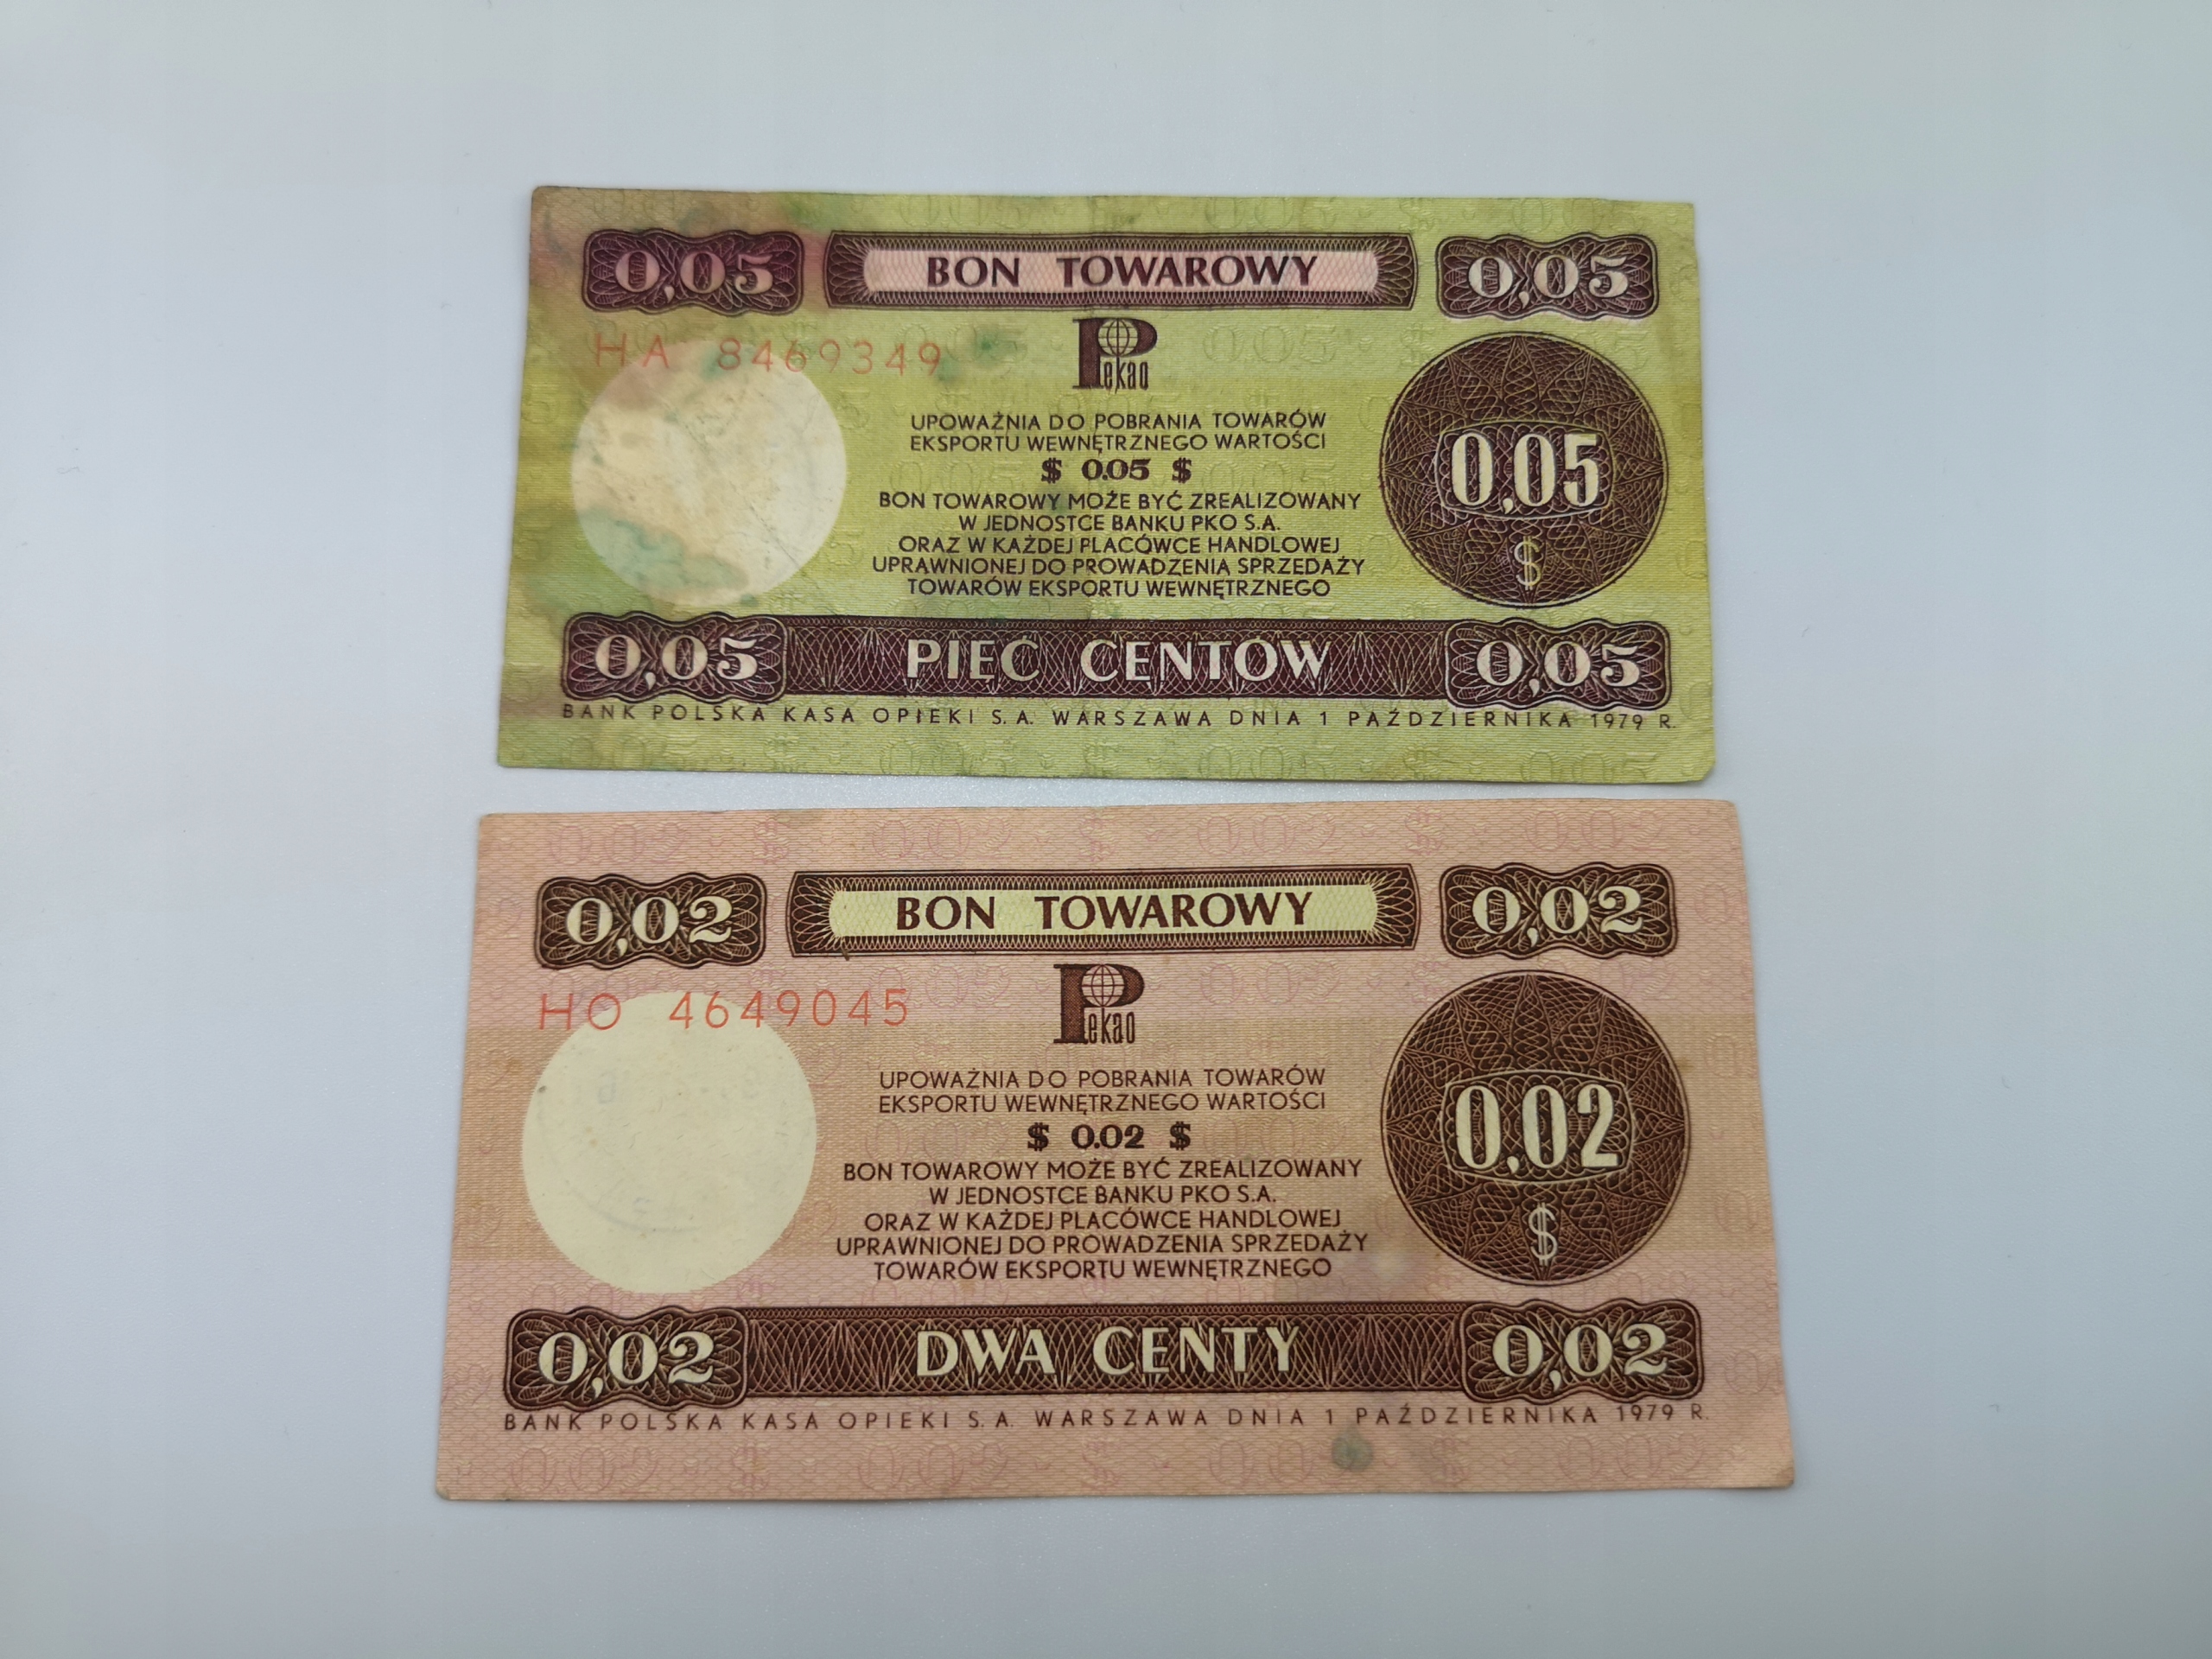 0,05 BON TOWAROWY 0,05
HA 8469349
Pekao
UPOWAŻNIA DO POBRANIA TOWARÓW
EKSPORTU WEWNĘTRZNEGO WARTOŚCI
$ 0.05 $
BON TOWAROWY MOŻE BYĆ ZREALIZOWANY
W JEDNOSTCE BANKU PKO S.A.
ORAZ W KAŻDEJ PLACÓWCE HANDLOWEJ
UPRAWNIONEJ DO PROWADZENIA SPRZEDAŻY
TOWARÓW EKSPORTU WEWNĘTRZNEGO
0,05
$
0,05 PIĘĆ CENTÓW 0,05
BANK POLSKA KASA OPIEKI S.A. WARSZAWA DNIA 1 PAŹDZIERNIKA 1979 R.
0,02 BON TOWAROWY 0,02
HO 4649045
Pekao
UPOWAŻNIA DO POBRANIA TOWARÓW
EKSPORTU WEWNĘTRZNEGO WARTOŚCI
$ 0.02 $
BON TOWAROWY MOŻE BYĆ ZREALIZOWANY
W JEDNOSTCE BANKU PKO S.A.
ORAZ W KAŻDEJ PLACÓWCE HANDLOWEJ
UPRAWNIONEJ DO PROWADZENIA SPRZEDAŻY
TOWARÓW EKSPORTU WEWNĘTRZNEGO
0,02
$
0,02 DWA CENTY 0,02
BANK POLSKA KASA OPIEKI S.A. WARSZAWA DNIA 1 PAŹDZIERNIKA 1979 R.